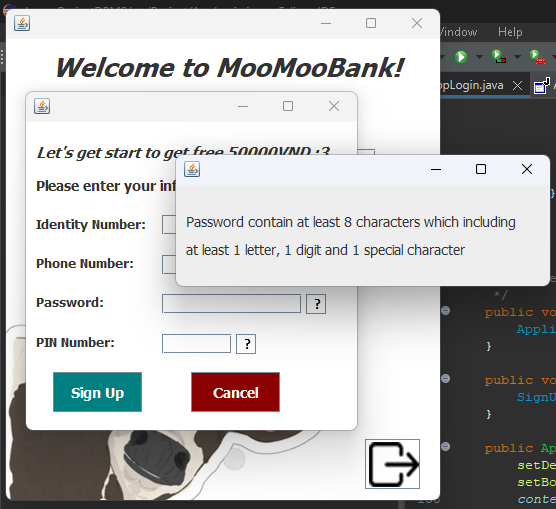 Welcome to MooMooBank!
Window Help
ppLogin.java
Let's get start to get free 50000VND :3
Please enter your inf
Password contain at least 8 characters which including
at least 1 letter, 1 digit and 1 special character
Identity Number:
Phone Number:
Password:
?
PIN Number:
?
Sign Up
Cancel
*/
public vo
Appli
}
public vo
SignU
}
public Ap
setDe
setBo
conte